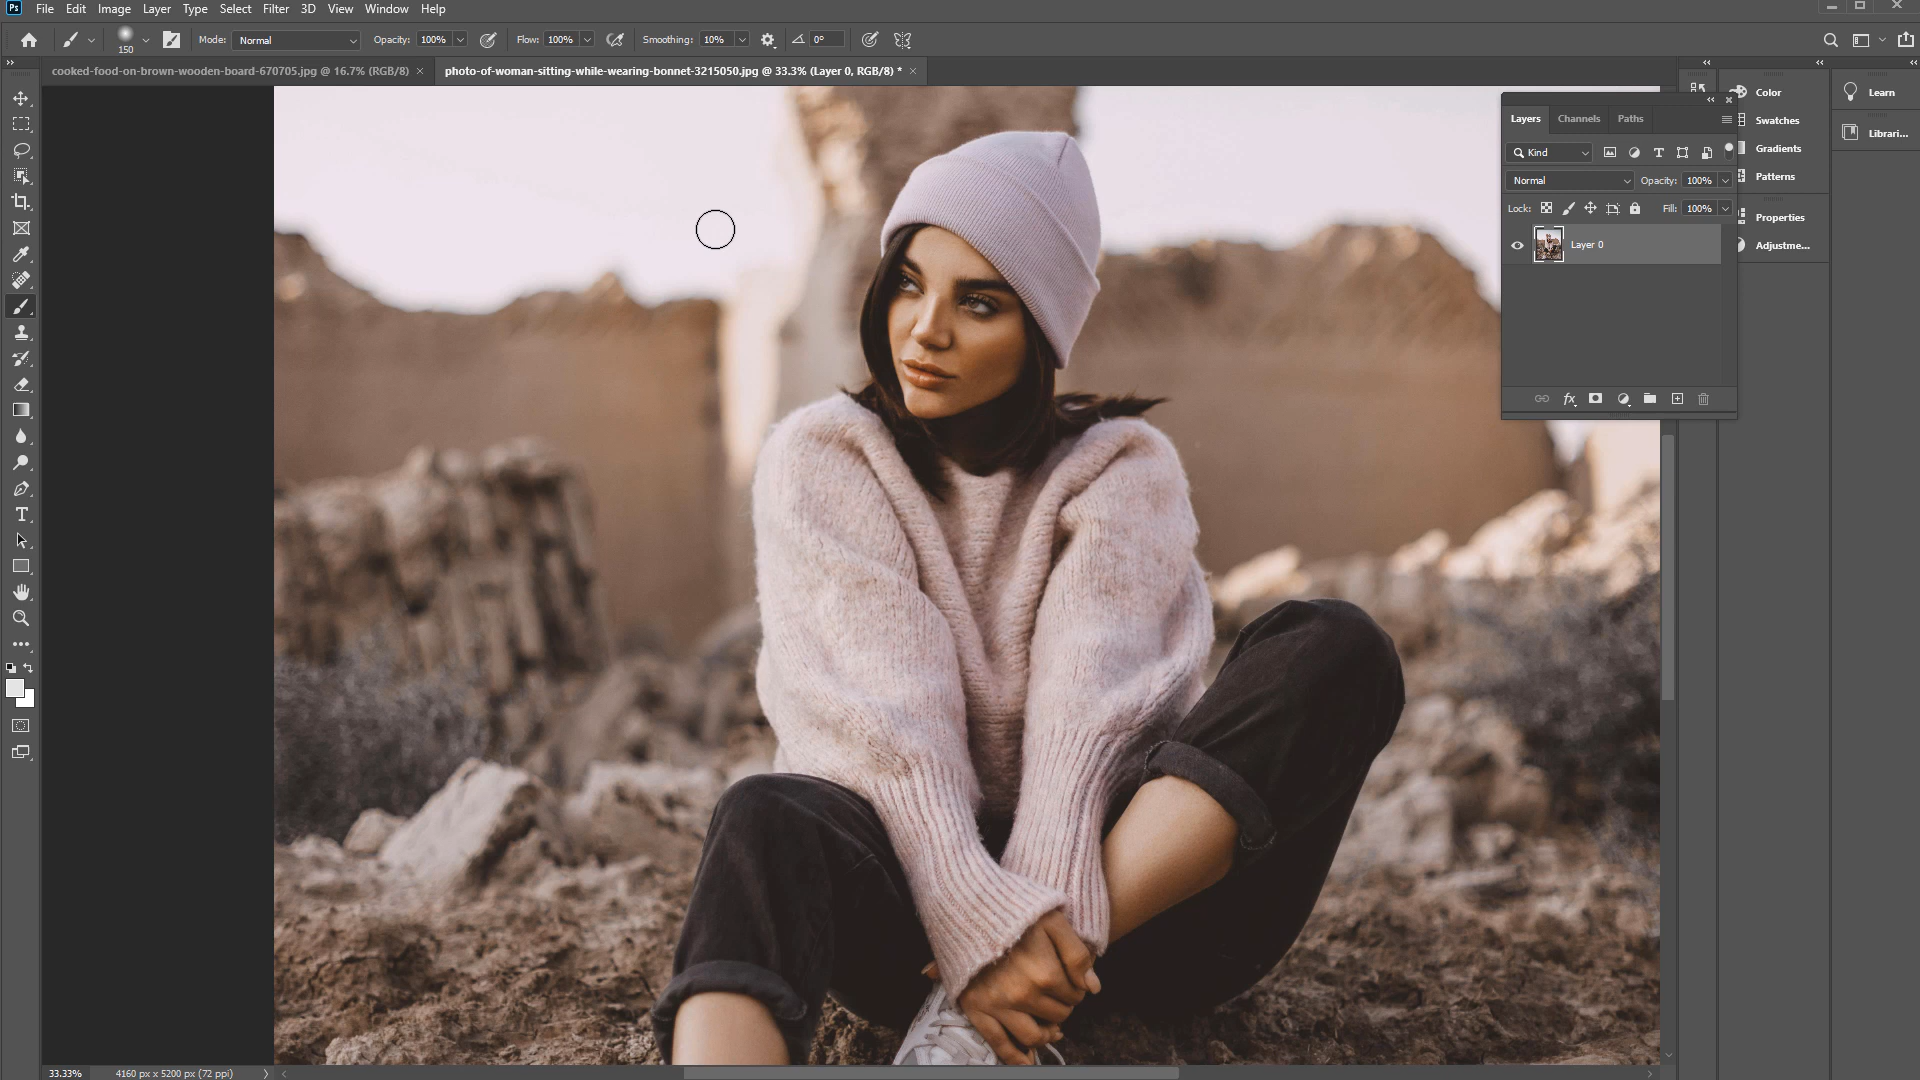 Ps File Edit Image Layer Type Select Filter 3D View Window Help
150 Mode: Normal Opacity: 100% Flow: 100% Smoothing: 10% 0°
cooked-food-on-brown-wooden-board-670705.jpg @ 16.7% (RGB/8) × photo-of-woman-sitting-while-wearing-bonnet-3215050.jpg @ 33.3% (Layer 0, RGB/8) * ×
Layers Channels Paths
Kind
Normal Opacity: 100%
Lock: Fill: 100%
Layer 0
fx
Color
Swatches
Gradients
Patterns
Properties
Adjustme...
Learn
Librari...
33.33% 4160 px x 5200 px (72 ppi)